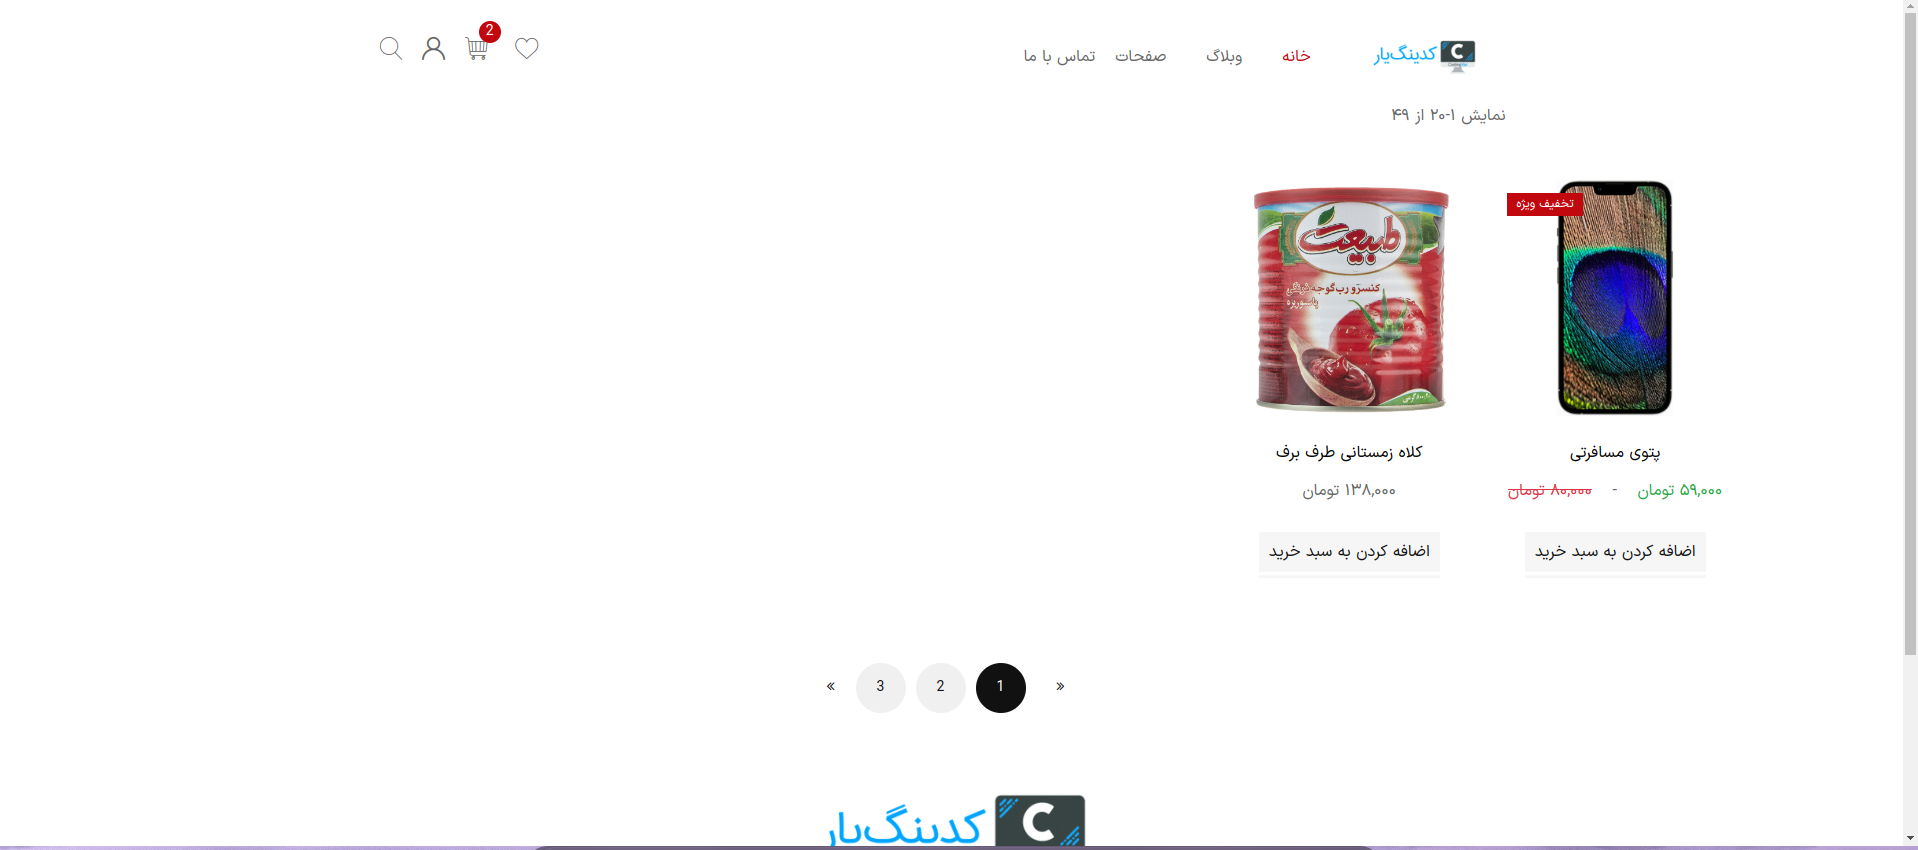 کدینگ‌یار
خانه
وبلاگ
صفحات
تماس با ما
2
نمایش ۱-۲۰ از ۴۹
تخفیف ویژه
طبیعت
کنسرو رب گوجه فرنگی
پاستوریزه
پتوی مسافرتی
۵۹,۰۰۰ تومان - ۸۰,۰۰۰ تومان
اضافه کردن به سبد خرید
کلاه زمستانی طرف برف
۱۳۸,۰۰۰ تومان
اضافه کردن به سبد خرید
« 1 2 3 »
کدینگ‌یار